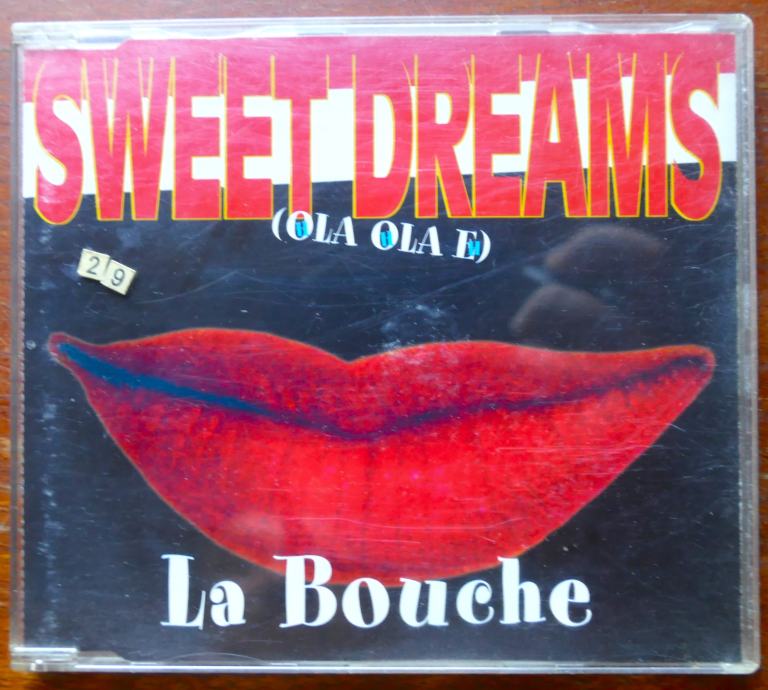 SWEET DREAMS
(OLA OLA E)
29
La Bouche